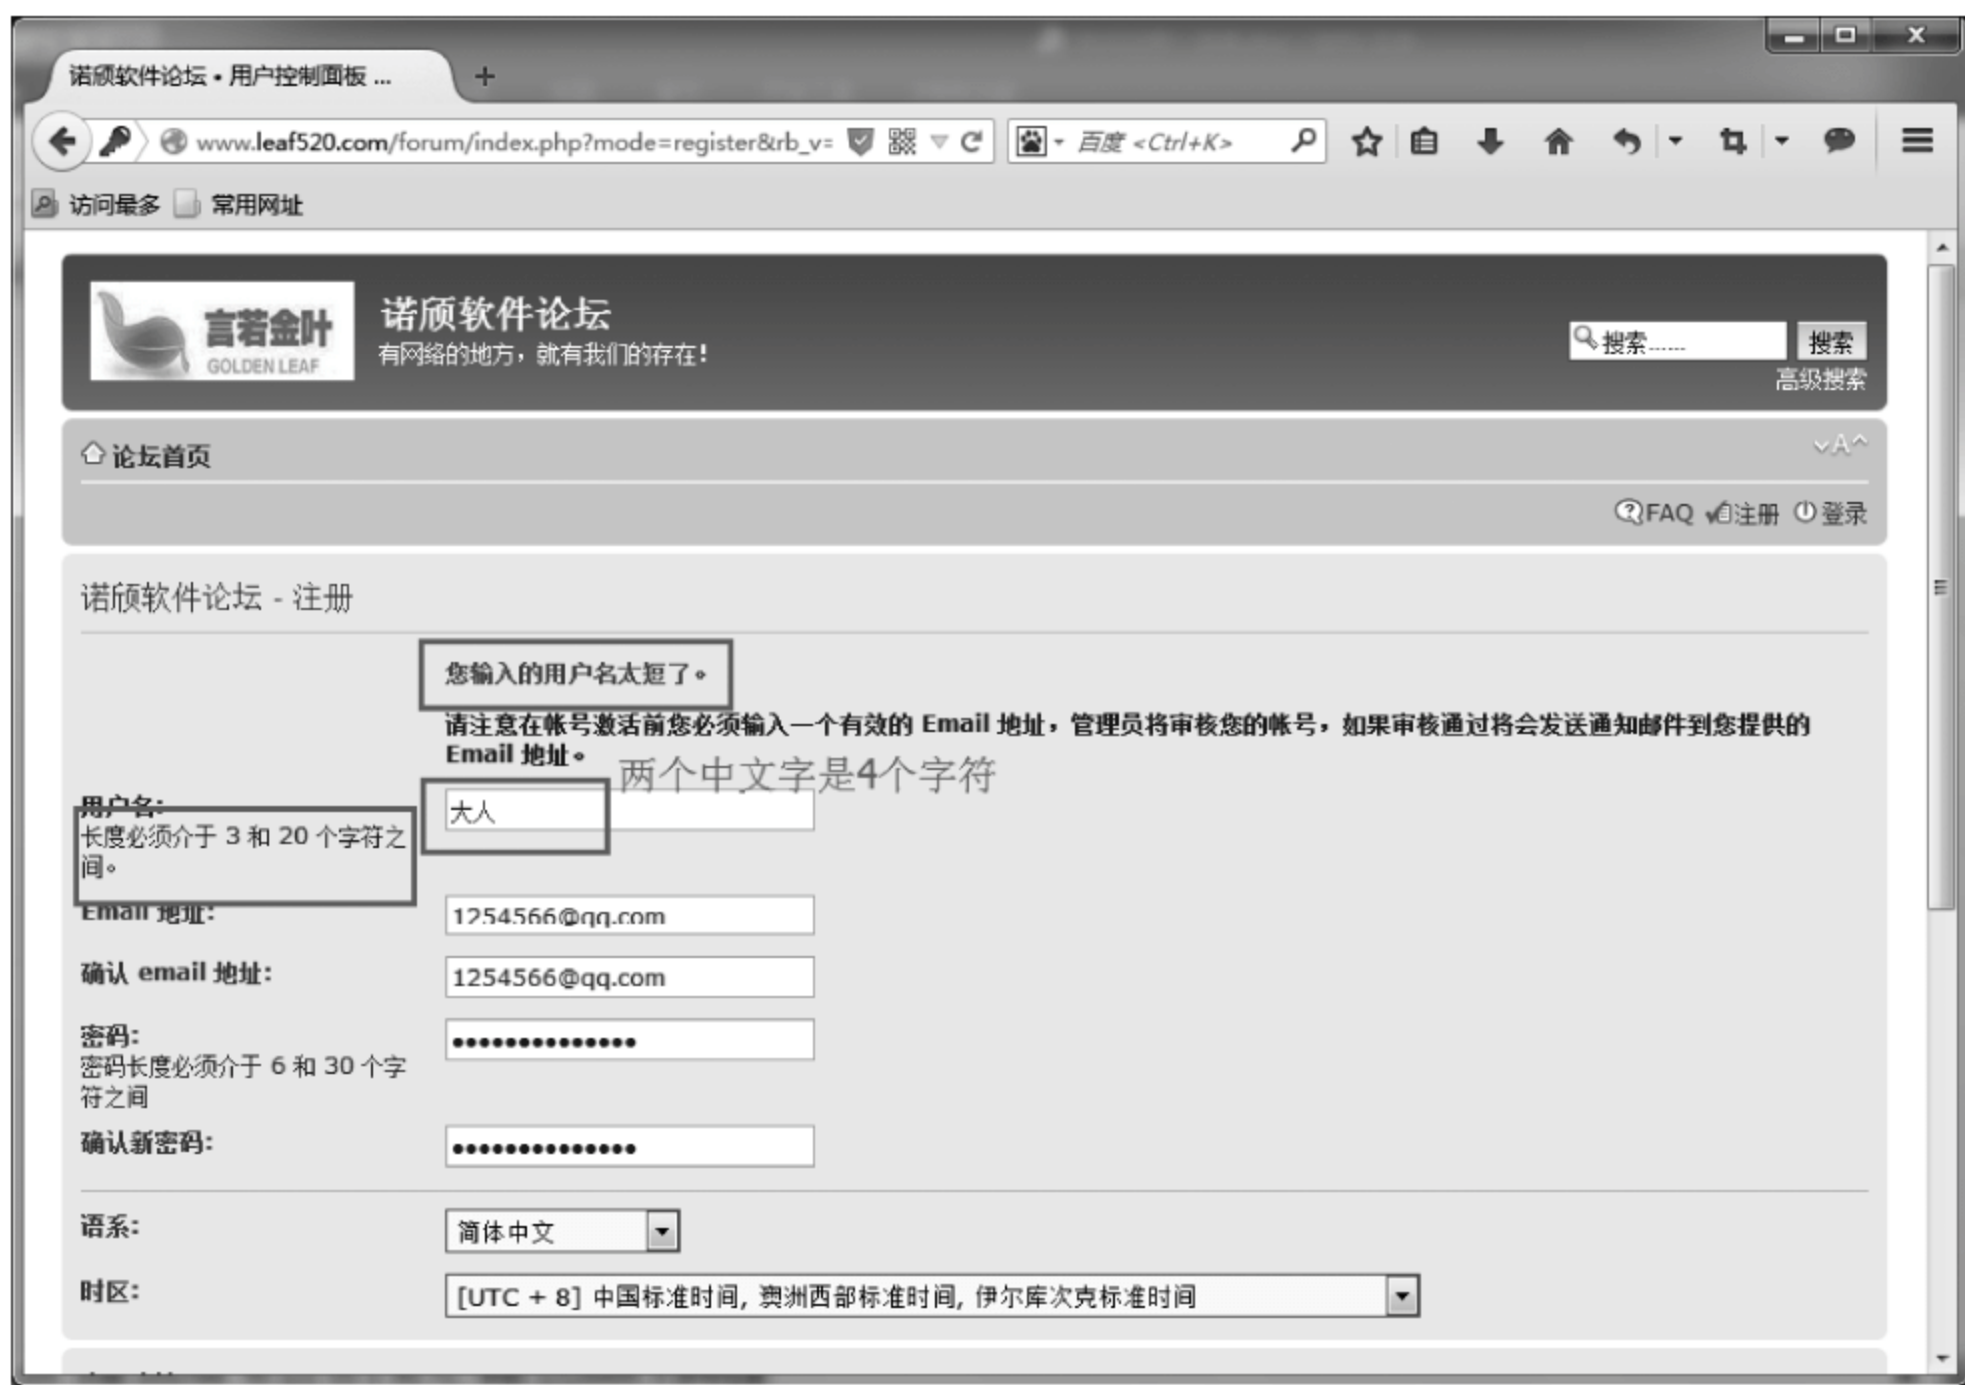 诺颀软件论坛 • 用户控制面板 ...
www.leaf520.com/forum/index.php?mode=register&rb_v=
百度 <Ctrl+K>
访问最多 常用网址
言若金叶
GOLDEN LEAF
诺颀软件论坛
有网络的地方，就有我们的存在！
搜索......
搜索
高级搜索
论坛首页
A
FAQ 注册 登录
诺颀软件论坛 - 注册
您输入的用户名太短了。
请注意在帐号激活前您必须输入一个有效的 Email 地址，管理员将审核您的帐号，如果审核通过将会发送通知邮件到您提供的
Email 地址。
两个中文字是4个字符
用户名:
大人
长度必须介于 3 和 20 个字符之
间。
Email 地址:
1254566@qq.com
确认 email 地址:
1254566@qq.com
密码:
密码长度必须介于 6 和 30 个字
符之间
确认新密码:
语系:
简体中文
时区:
[UTC + 8] 中国标准时间, 澳洲西部标准时间, 伊尔库次克标准时间